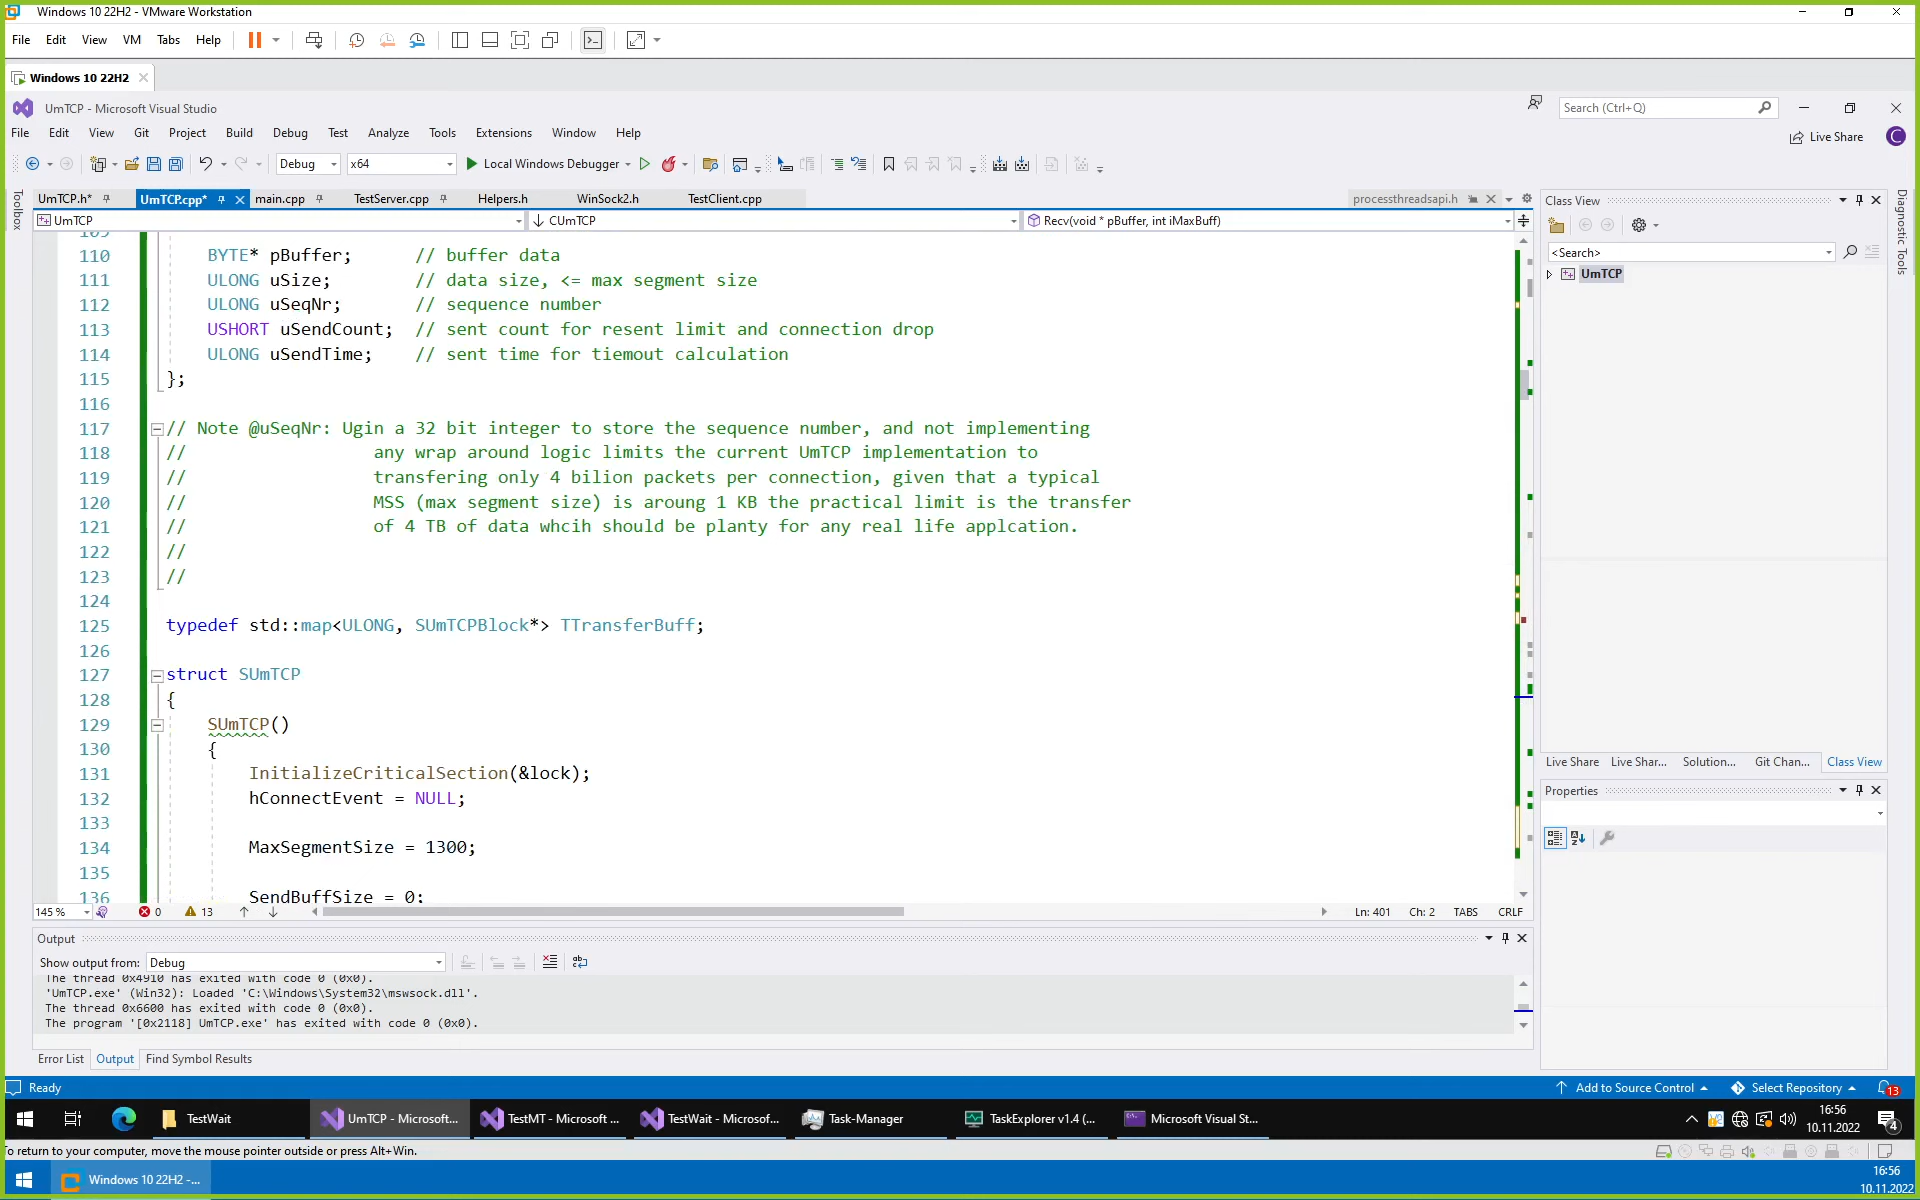 Windows 10 22H2 - VMware Workstation
File Edit View VM Tabs Help
Windows 10 22H2
UmTCP - Microsoft Visual Studio
Search (Ctrl+Q)
File Edit View Git Project Build Debug Test Analyze Tools Extensions Window Help
Live Share
C
Debug x64 Local Windows Debugger
Toolbox
UmTCP.h* UmTCP.cpp* main.cpp TestServer.cpp Helpers.h WinSock2.h TestClient.cpp processthreadsapi.h
UmTCP CUmTCP Recv(void * pBuffer, int iMaxBuff)
109
110 BYTE* pBuffer; // buffer data
111 ULONG uSize; // data size, <= max segment size
112 ULONG uSeqNr; // sequence number
113 USHORT uSendCount; // sent count for resent limit and connection drop
114 ULONG uSendTime; // sent time for tiemout calculation
115 };
116
117 // Note @uSeqNr: Ugin a 32 bit integer to store the sequence number, and not implementing
118 // any wrap around logic limits the current UmTCP implementation to
119 // transfering only 4 bilion packets per connection, given that a typical
120 // MSS (max segment size) is aroung 1 KB the practical limit is the transfer
121 // of 4 TB of data whcih should be planty for any real life applcation.
122 //
123 //
124
125 typedef std::map<ULONG, SUmTCPBlock*> TTransferBuff;
126
127 struct SUmTCP
128 {
129 SUmTCP()
130 {
131 InitializeCriticalSection(&lock);
132 hConnectEvent = NULL;
133
134 MaxSegmentSize = 1300;
135
136 SendBuffSize = 0;
145 % 0 13 Ln: 401 Ch: 2 TABS CRLF
Class View
<Search>
UmTCP
Diagnostic Tools
Live Share Live Shar... Solution... Git Chan... Class View
Properties
Output
Show output from: Debug
The thread 0x4910 has exited with code 0 (0x0).
'UmTCP.exe' (Win32): Loaded 'C:\Windows\System32\mswsock.dll'.
The thread 0x6600 has exited with code 0 (0x0).
The program '[0x2118] UmTCP.exe' has exited with code 0 (0x0).
Error List Output Find Symbol Results
Ready Add to Source Control Select Repository 13
TestWait UmTCP - Microsoft... TestMT - Microsoft ... TestWait - Microsof... Task-Manager TaskExplorer v1.4 (... Microsoft Visual St... 16:56
10.11.2022 4
To return to your computer, move the mouse pointer outside or press Alt+Win.
Windows 10 22H2 -... 16:56
10.11.2022